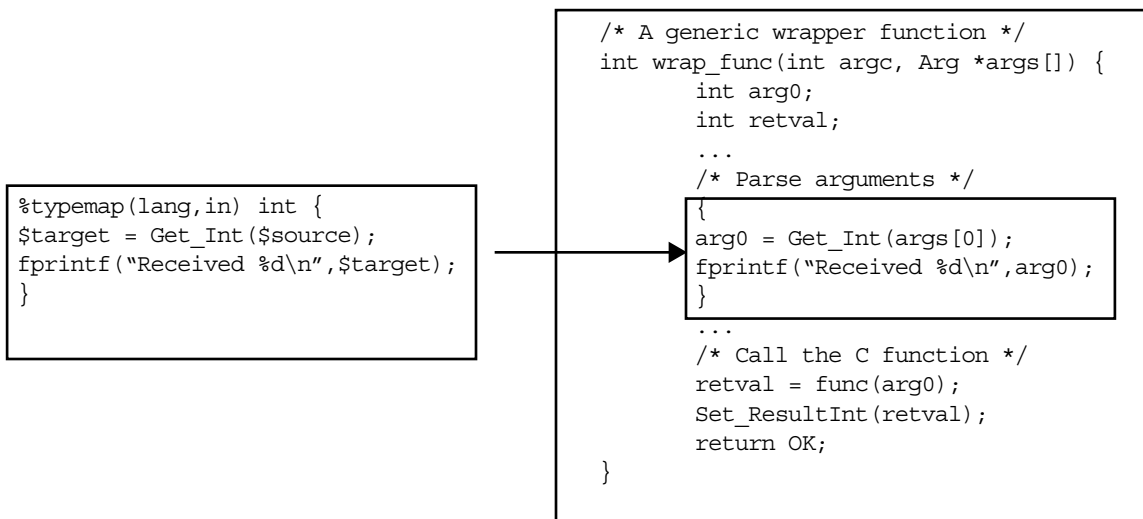 %typemap(lang,in) int {
$target = Get_Int($source);
fprintf(“Received %d\n”,$target);
}
/* A generic wrapper function */
int wrap_func(int argc, Arg *args[]) {
int arg0;
int retval;
...
/* Parse arguments */
{
arg0 = Get_Int(args[0]);
fprintf(“Received %d\n”,arg0);
}
...
/* Call the C function */
retval = func(arg0);
Set_ResultInt(retval);
return OK;
}